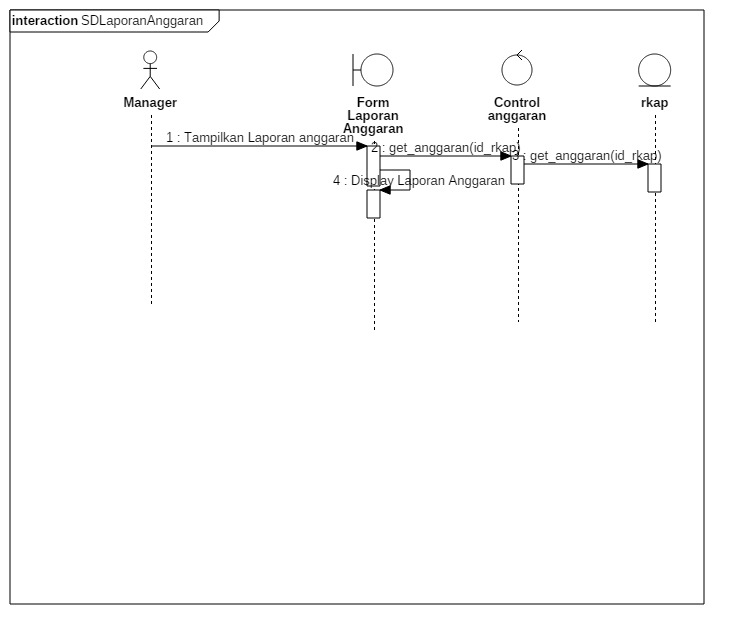 interaction SDLaporanAnggaran
Manager
Form
Laporan
Anggaran
Control
anggaran
rkap
1 : Tampilkan Laporan anggaran
2 : get_anggaran(id_rkap)
3 : get_anggaran(id_rkap)
4 : Display Laporan Anggaran